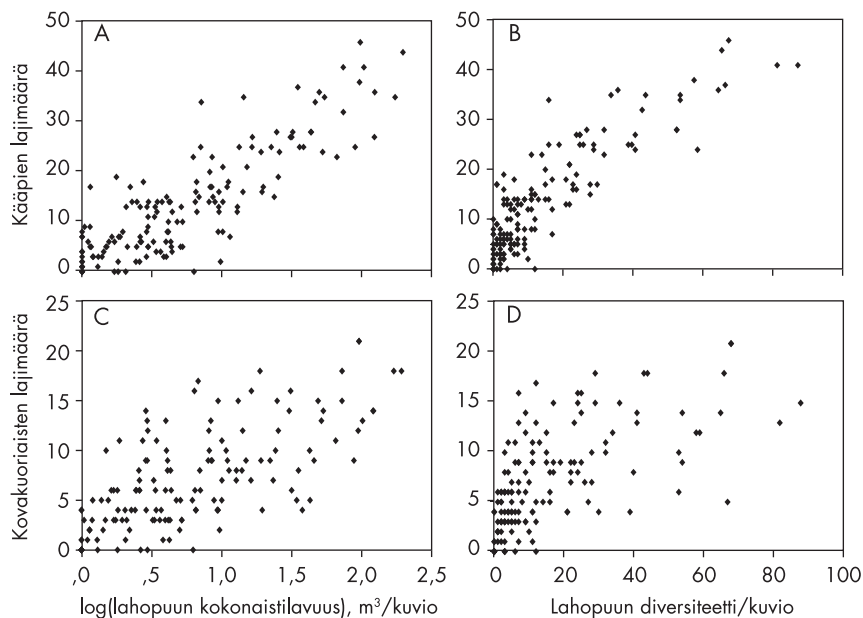 A
B
Kääpien lajimäärä
50
40
30
20
10
0
50
40
30
20
10
0
C
D
Kovakuoriaisten lajimäärä
25
20
15
10
5
0
25
20
15
10
5
0
,0 ,5 1,0 1,5 2,0 2,5
0 20 40 60 80 100
log(lahopuun kokonaistilavuus), m³/kuvio
Lahopuun diversiteetti/kuvio